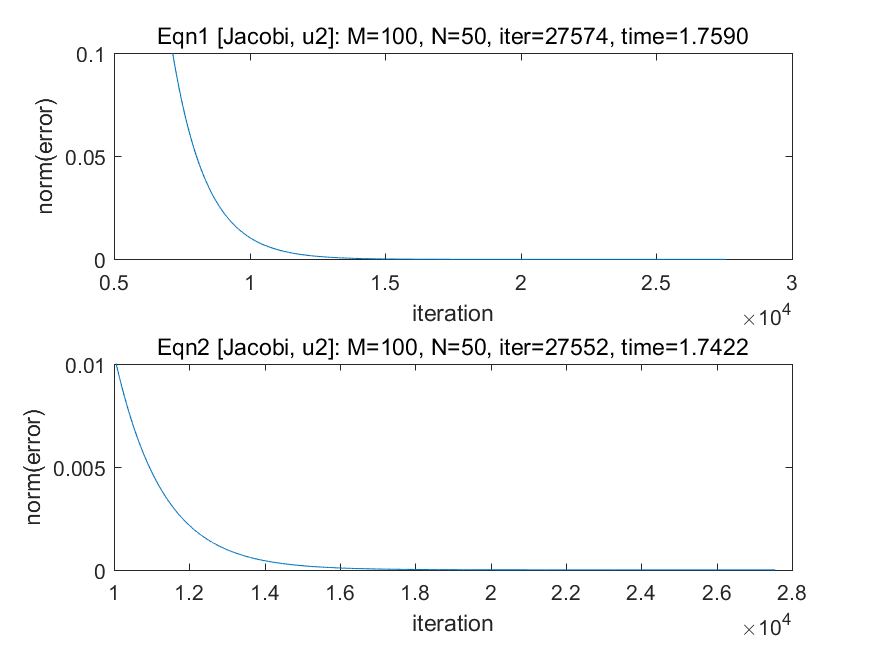 Eqn1 [Jacobi, u2]: M=100, N=50, iter=27574, time=1.7590
0.1
0.05
0
norm(error)
0.5 1 1.5 2 2.5 3
iteration
×10^4
Eqn2 [Jacobi, u2]: M=100, N=50, iter=27552, time=1.7422
0.01
0.005
0
norm(error)
1 1.2 1.4 1.6 1.8 2 2.2 2.4 2.6 2.8
iteration
×10^4